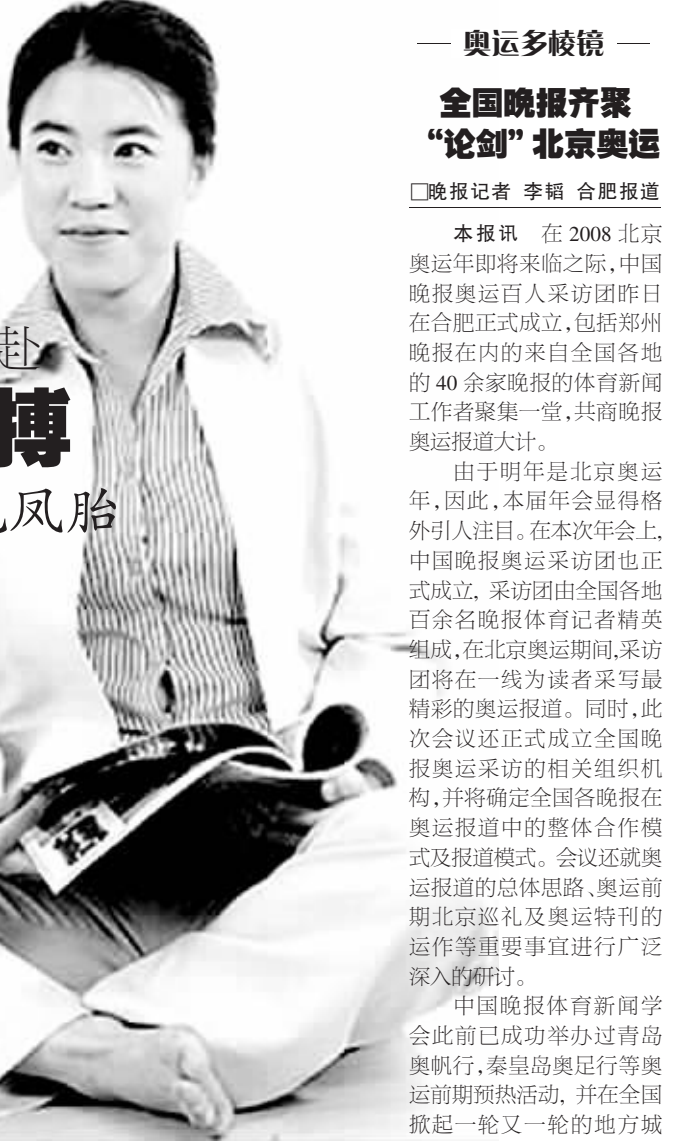 赴
搏
凤胎
奥运多棱镜
全国晚报齐聚
“论剑”北京奥运
□晚报记者 李韬 合肥报道
本报讯 在 2008 北京
奥运年即将来临之际,中国
晚报奥运百人采访团昨日
在合肥正式成立,包括郑州
晚报在内的来自全国各地
的 40 余家晚报的体育新闻
工作者聚集一堂,共商晚报
奥运报道大计。
由于明年是北京奥运
年,因此,本届年会显得格
外引人注目。在本次年会上,
中国晚报奥运采访团也正
式成立, 采访团由全国各地
百余名晚报体育记者精英
组成,在北京奥运期间,采访
团将在一线为读者采写最
精彩的奥运报道。同时,此
次会议还正式成立全国晚
报奥运采访的相关组织机
构,并将确定全国各晚报在
奥运报道中的整体合作模
式及报道模式。会议还就奥
运报道的总体思路、奥运前
期北京巡礼及奥运特刊的
运作等重要事宜进行广泛
深入的研讨。
中国晚报体育新闻学
会此前已成功举办过青岛
奥帆行,秦皇岛奥足行等奥
运前期预热活动, 并在全国
掀起一轮又一轮的地方城